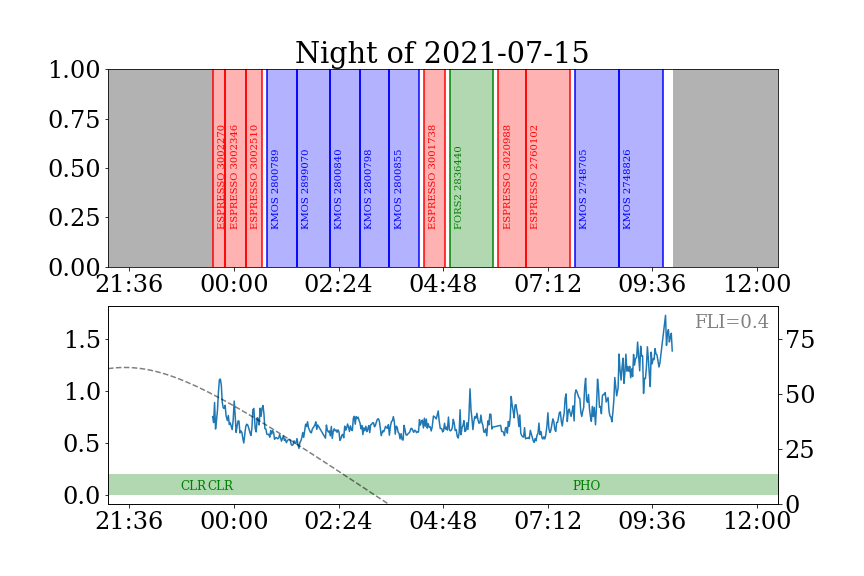 Night of 2021-07-15
1.00
0.75
0.50
0.25
0.00
ESPRESSO 3002270
ESPRESSO 3002346
ESPRESSO 3002510
KMOS 2800789
KMOS 2899070
KMOS 2800840
KMOS 2800798
KMOS 2800855
ESPRESSO 3001738
FORS2 2836440
ESPRESSO 3020988
ESPRESSO 2760102
KMOS 2748705
KMOS 2748826
21:36 00:00 02:24 04:48 07:12 09:36 12:00
FLI=0.4
1.5
1.0
0.5
0.0
75
50
25
0
CLR CLR PHO
21:36 00:00 02:24 04:48 07:12 09:36 12:00